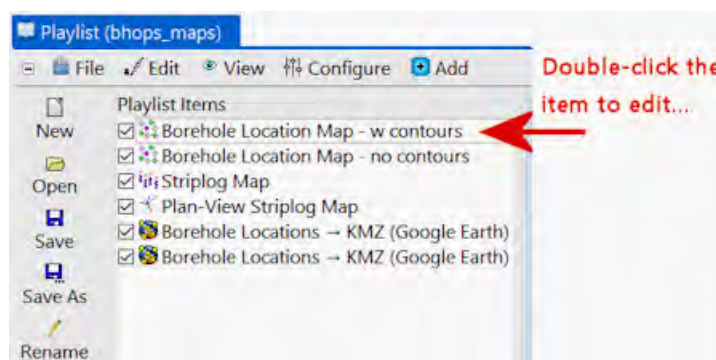 Playlist (bhops_maps)
File Edit View Configure Add
Double-click the
item to edit...
New
Open
Save
Save As
Rename
Playlist Items
Borehole Location Map - w contours
Borehole Location Map - no contours
Striplog Map
Plan-View Striplog Map
Borehole Locations → KMZ (Google Earth)
Borehole Locations → KMZ (Google Earth)